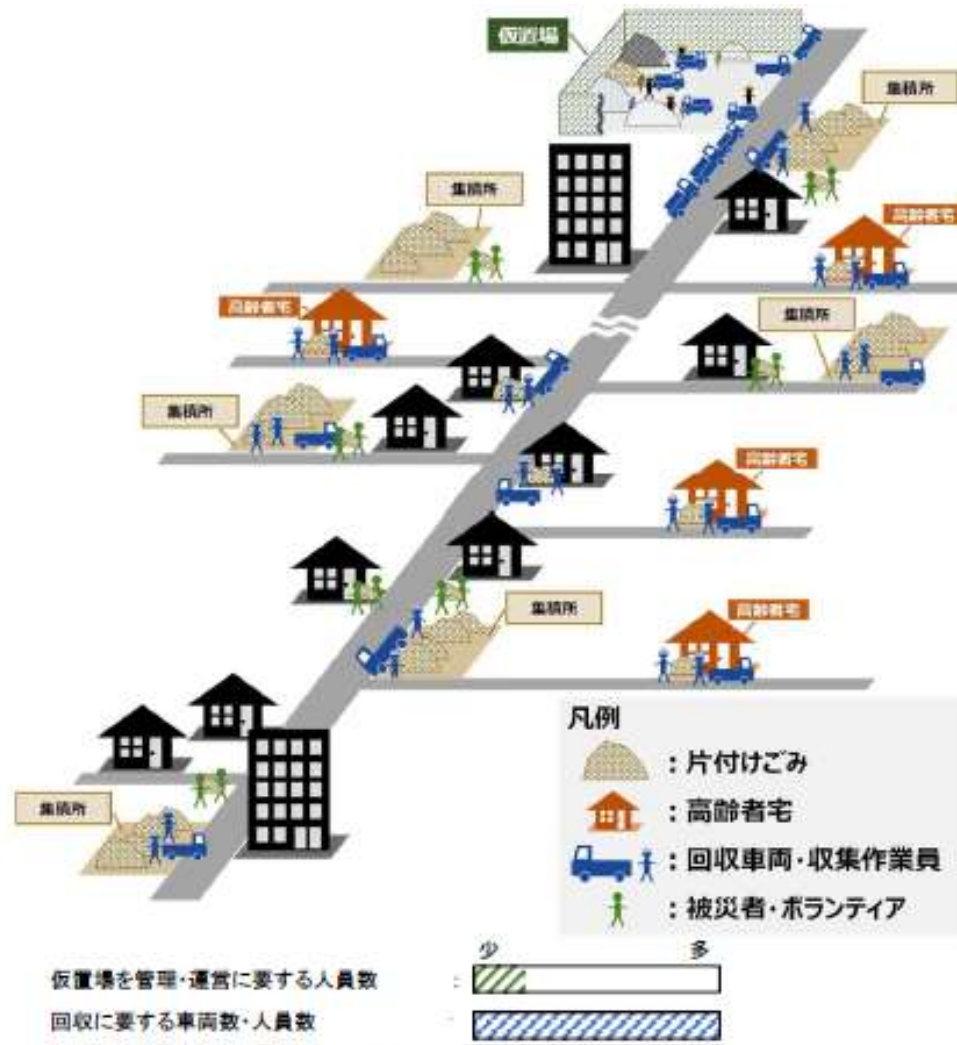 仮置場
集積所
集積所
高齢者宅
高齢者宅
集積所
集積所
高齢者宅
集積所
高齢者宅
集積所
凡例
：片付けごみ
：高齢者宅
：回収車両・収集作業員
：被災者・ボランティア
少 多
仮置場を管理・運営に要する人員数 :
回収に要する車両数・人員数